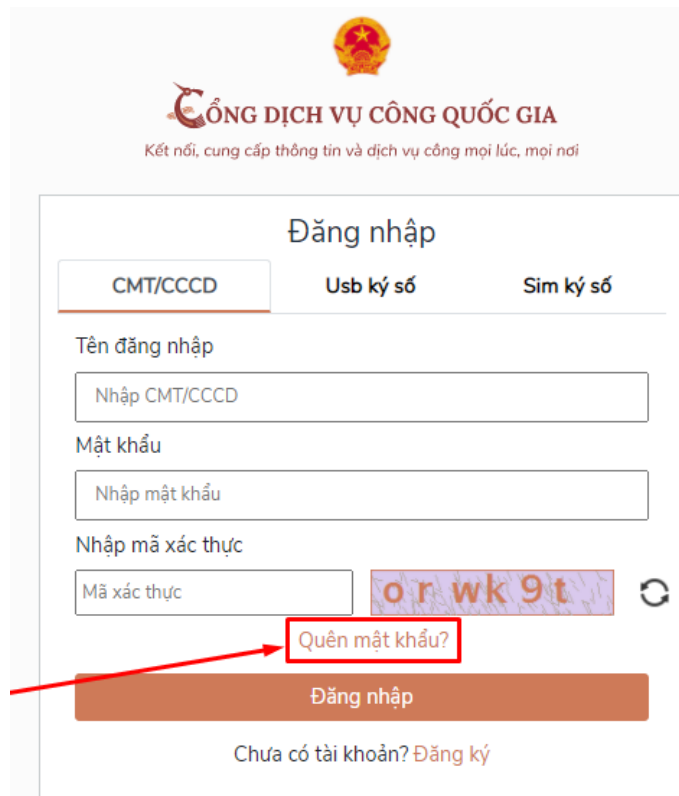 CỔNG DỊCH VỤ CÔNG QUỐC GIA
Kết nối, cung cấp thông tin và dịch vụ công mọi lúc, mọi nơi
Đăng nhập
CMT/CCCD Usb ký số Sim ký số
Tên đăng nhập
Nhập CMT/CCCD
Mật khẩu
Nhập mật khẩu
Nhập mã xác thực
Mã xác thực orwk9t
Quên mật khẩu?
Đăng nhập
Chưa có tài khoản? Đăng ký